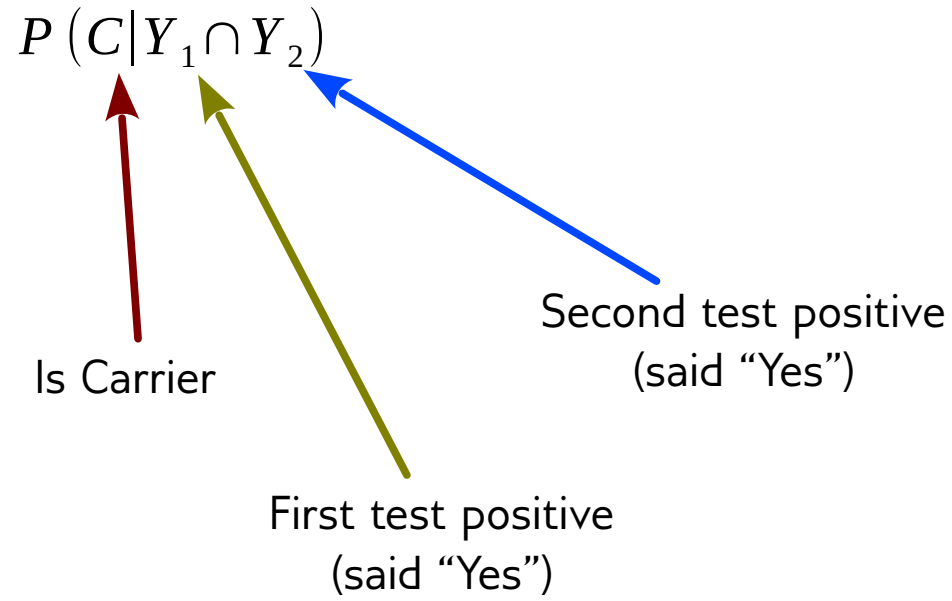 P (C|Y₁∩Y₂)
Second test positive
(said “Yes”)
Is Carrier
First test positive
(said “Yes”)